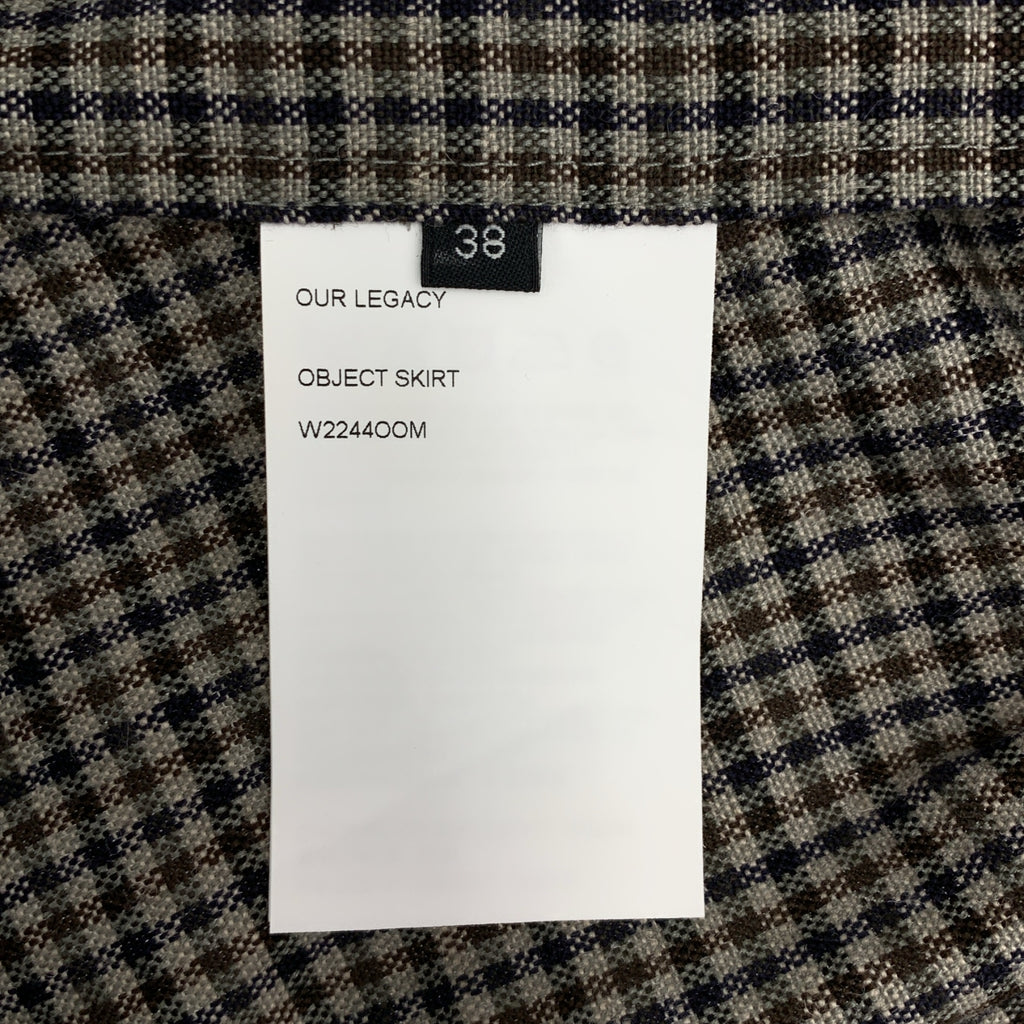 38
OUR LEGACY
OBJECT SKIRT
W2244OOM